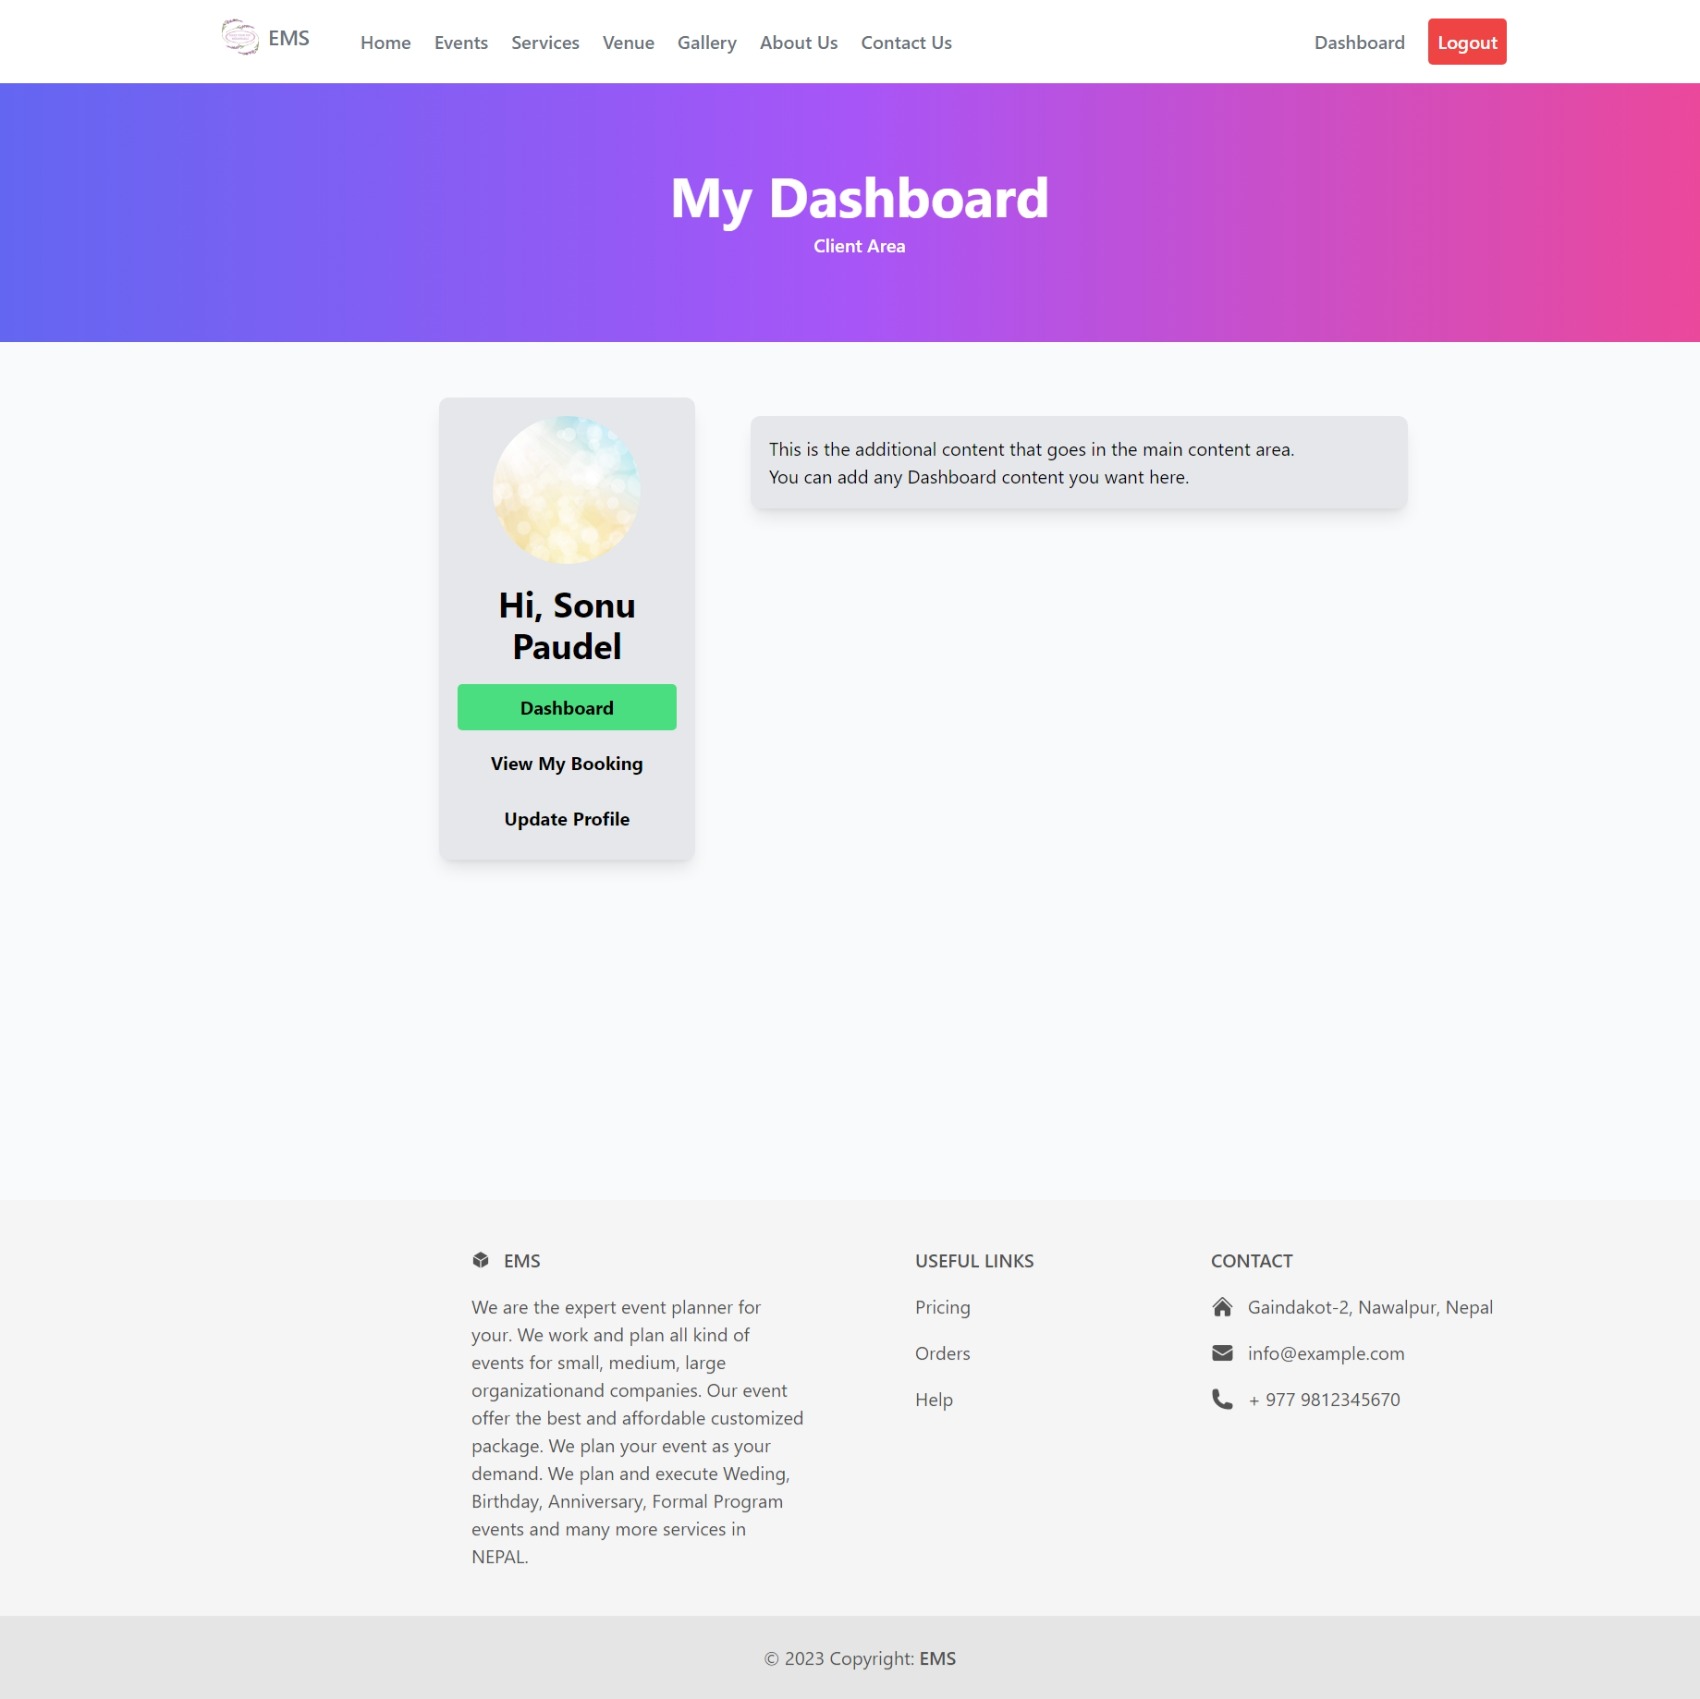 EMS
Home Events Services Venue Gallery About Us Contact Us
Dashboard Logout
My Dashboard
Client Area
Hi, Sonu
Paudel
Dashboard
View My Booking
Update Profile
This is the additional content that goes in the main content area.
You can add any Dashboard content you want here.
EMS
We are the expert event planner for
your. We work and plan all kind of
events for small, medium, large
organizationand companies. Our event
offer the best and affordable customized
package. We plan your event as your
demand. We plan and execute Weding,
Birthday, Anniversary, Formal Program
events and many more services in
NEPAL.
USEFUL LINKS
Pricing
Orders
Help
CONTACT
Gaindakot-2, Nawalpur, Nepal
info@example.com
+ 977 9812345670
© 2023 Copyright: EMS